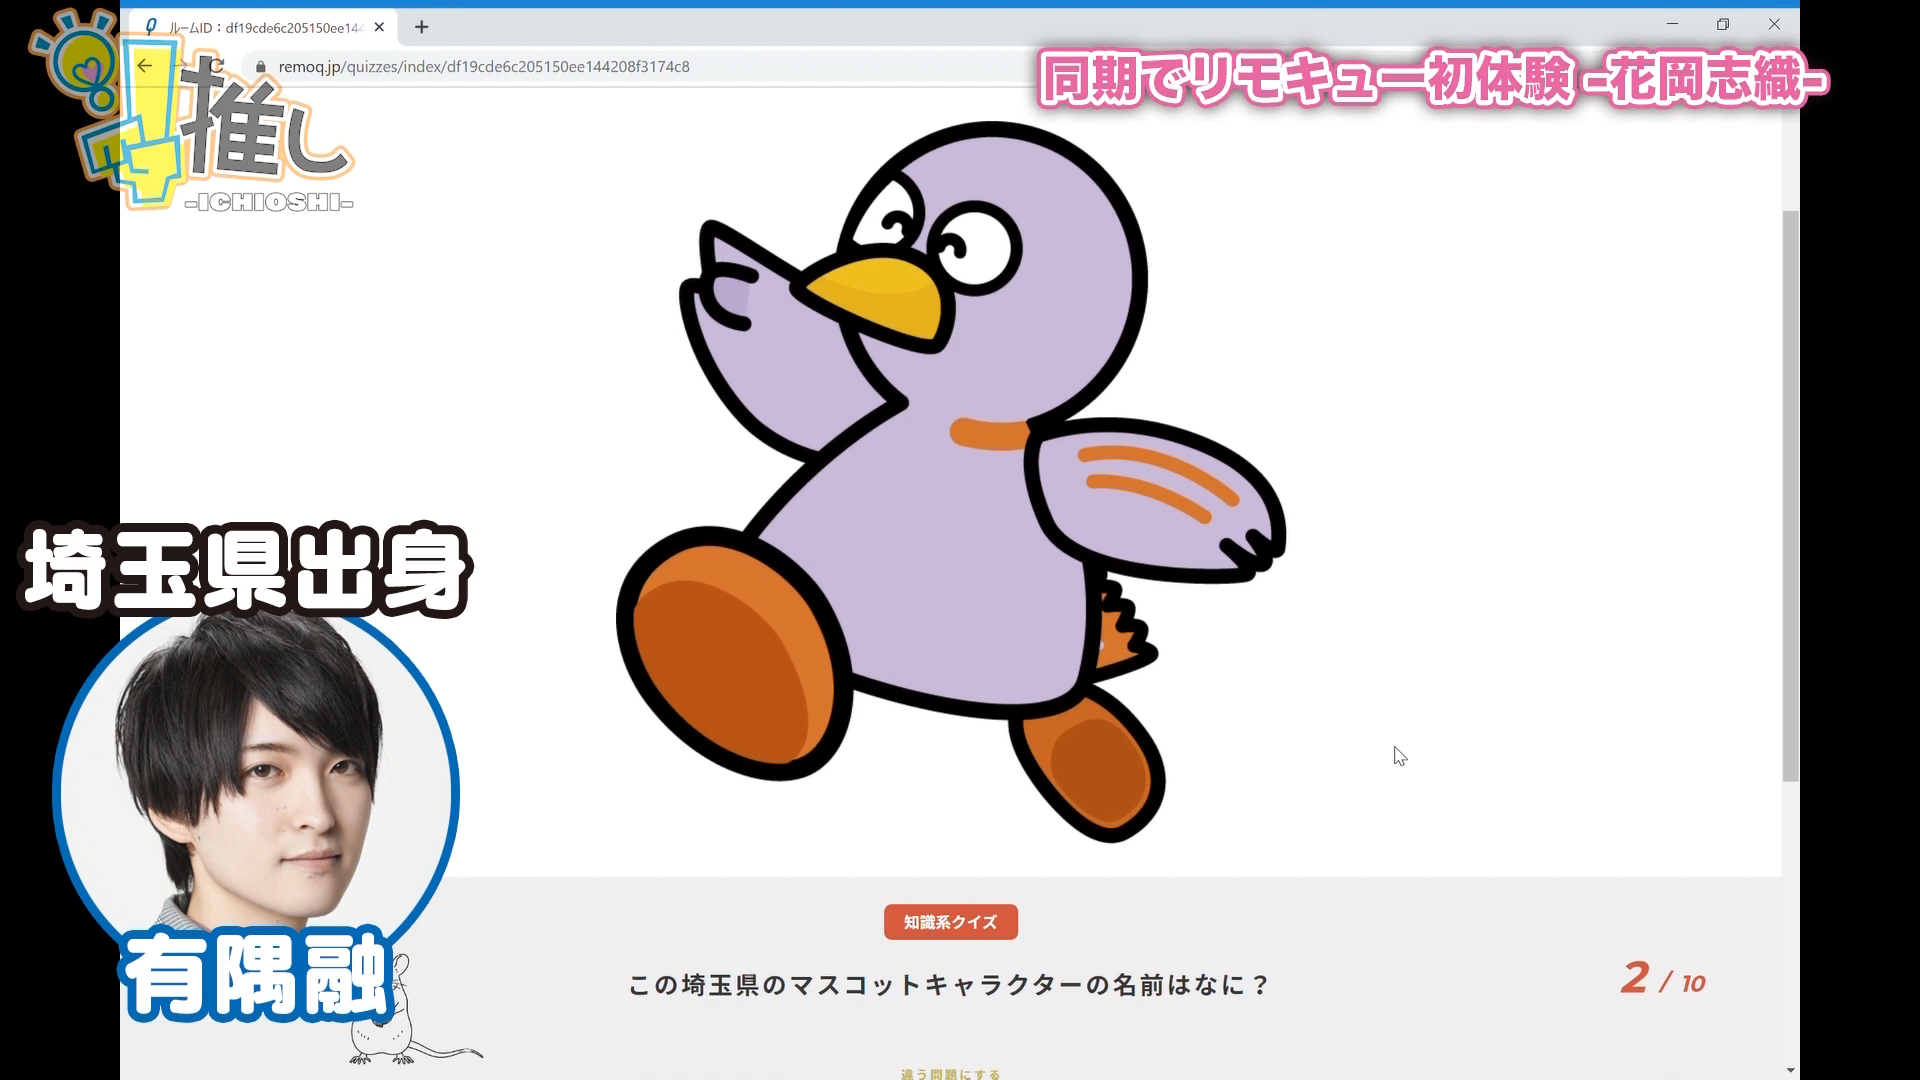 ルームID：df19cde6c205150ee144
remoq.jp/quizzes/index/df19cde6c205150ee144208f3174c8
推し
-ICHIOSHI-
同期でリモキュー初体験 -花岡志織-
埼玉県出身
有隅融
知識系クイズ
この埼玉県のマスコットキャラクターの名前はなに？
2 / 10
違う問題にする